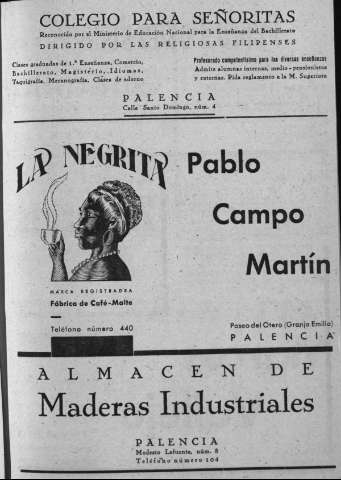 COLEGIO PARA SEÑORITAS
Reconocido por el Ministerio de Educación Nacional para la Enseñanza del Bachillerato
DIRIGIDO POR LAS RELIGIOSAS FILIPENSES
Clases graduadas de 1.ª Enseñanza, Comercio,
Bachillerato, Magisterio, Idiomas,
Taquigrafía, Mecanografía, Clases de adorno
Profesorado competentísimo para las diversas enseñanzas
Admite alumnas internas, medio-pensionistas
y externas. Pida reglamento a la M. Superiora
PALENCIA
Calle Santo Domingo, núm. 4
LA NEGRITA
MARCA REGISTRADA
Fábrica de Café-Malte
Teléfono número 440
Pablo
Campo
Martín
Paseo del Otero (Granja Emilia)
PALENCIA
ALMACEN DE
Maderas Industriales
PALENCIA
Modesto Lafuente, núm. 8
Teléfono número 104